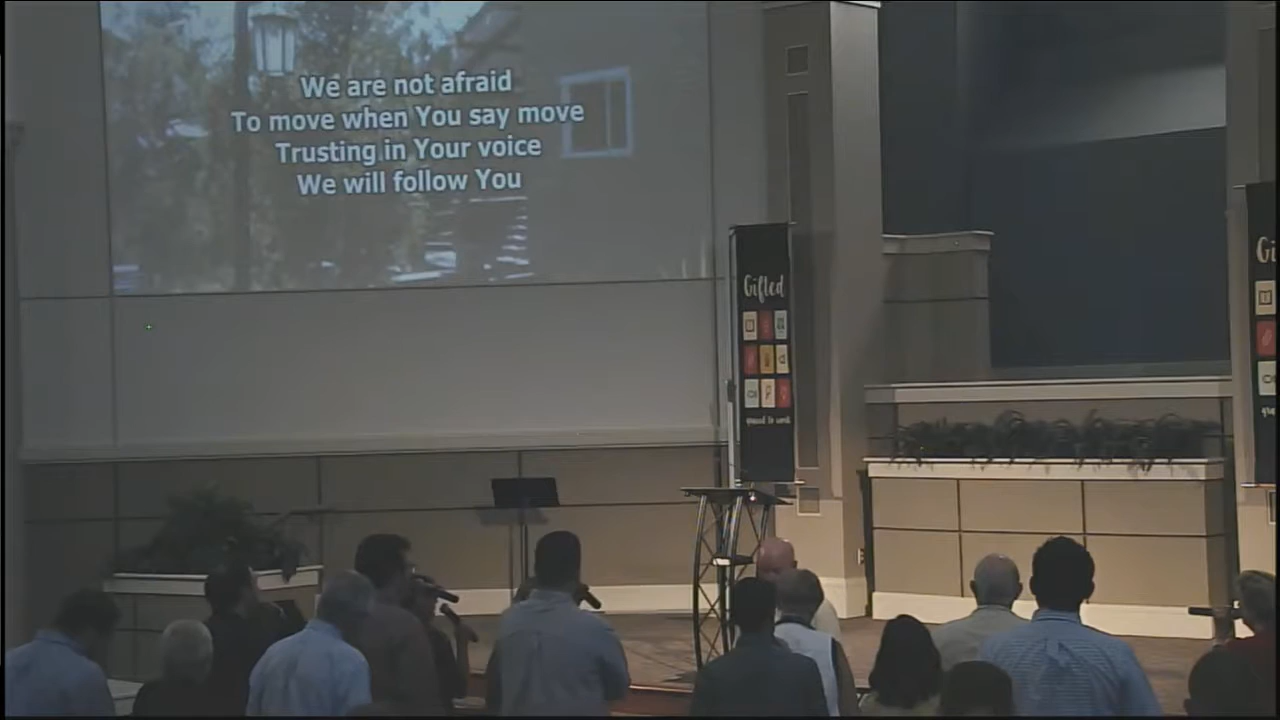 We are not afraid
To move when You say move
Trusting in Your voice
We will follow You
Gifted
Gi